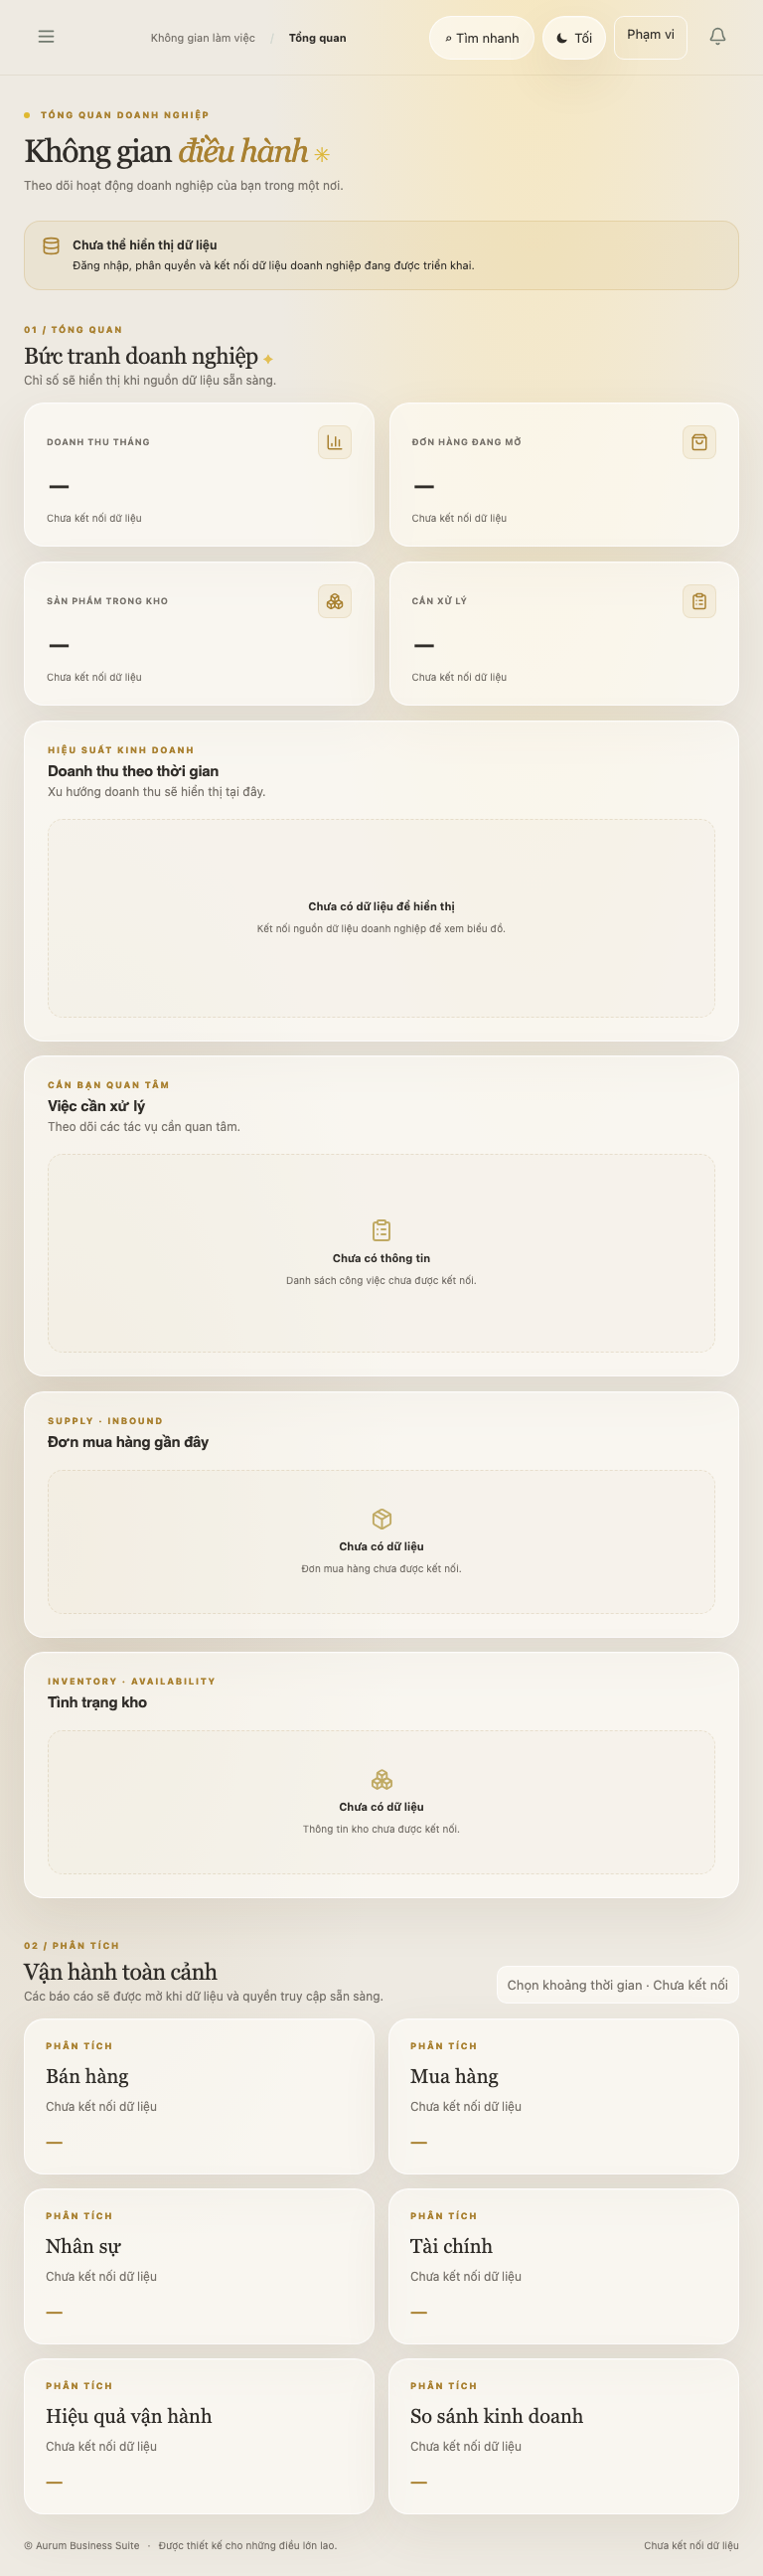 Không gian làm việc / Tổng quan
Tìm nhanh
Tối
Phạm vi
TỔNG QUAN DOANH NGHIỆP
Không gian điều hành
Theo dõi hoạt động doanh nghiệp của bạn trong một nơi.
Chưa thể hiển thị dữ liệu
Đăng nhập, phân quyền và kết nối dữ liệu doanh nghiệp đang được triển khai.
01 / TỔNG QUAN
Bức tranh doanh nghiệp
Chỉ số sẽ hiển thị khi nguồn dữ liệu sẵn sàng.
DOANH THU THÁNG
—
Chưa kết nối dữ liệu
ĐƠN HÀNG ĐANG MỞ
—
Chưa kết nối dữ liệu
SẢN PHẨM TRONG KHO
—
Chưa kết nối dữ liệu
CẦN XỬ LÝ
—
Chưa kết nối dữ liệu
HIỆU SUẤT KINH DOANH
Doanh thu theo thời gian
Xu hướng doanh thu sẽ hiển thị tại đây.
Chưa có dữ liệu để hiển thị
Kết nối nguồn dữ liệu doanh nghiệp để xem biểu đồ.
CẦN BẠN QUAN TÂM
Việc cần xử lý
Theo dõi các tác vụ cần quan tâm.
Chưa có thông tin
Danh sách công việc chưa được kết nối.
SUPPLY · INBOUND
Đơn mua hàng gần đây
Chưa có dữ liệu
Đơn mua hàng chưa được kết nối.
INVENTORY · AVAILABILITY
Tình trạng kho
Chưa có dữ liệu
Thông tin kho chưa được kết nối.
02 / PHÂN TÍCH
Vận hành toàn cảnh
Các báo cáo sẽ được mở khi dữ liệu và quyền truy cập sẵn sàng.
Chọn khoảng thời gian · Chưa kết nối
PHÂN TÍCH
Bán hàng
Chưa kết nối dữ liệu
—
PHÂN TÍCH
Mua hàng
Chưa kết nối dữ liệu
—
PHÂN TÍCH
Nhân sự
Chưa kết nối dữ liệu
—
PHÂN TÍCH
Tài chính
Chưa kết nối dữ liệu
—
PHÂN TÍCH
Hiệu quả vận hành
Chưa kết nối dữ liệu
—
PHÂN TÍCH
So sánh kinh doanh
Chưa kết nối dữ liệu
—
© Aurum Business Suite · Được thiết kế cho những điều lớn lao.
Chưa kết nối dữ liệu